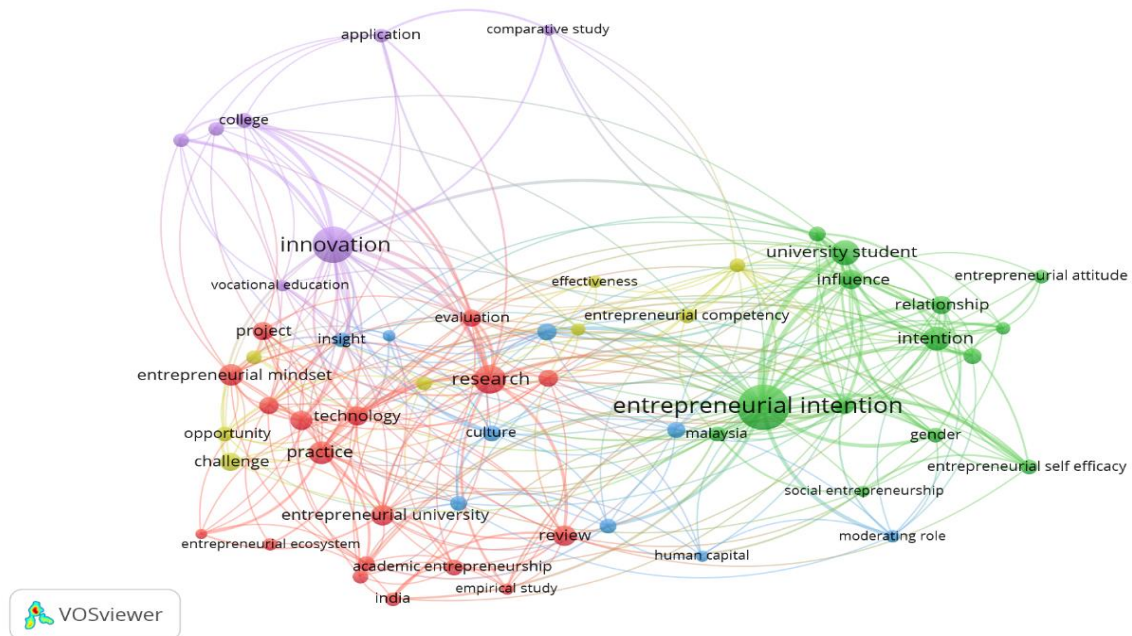 application
comparative study
college
innovation
university student
influence
entrepreneurial attitude
vocational education
effectiveness
relationship
entrepreneurial competency
evaluation
project
insight
intention
entrepreneurial mindset
research
entrepreneurial intention
technology
opportunity
culture
malaysia
gender
practice
challenge
entrepreneurial self efficacy
social entrepreneurship
entrepreneurial university
review
moderating role
entrepreneurial ecosystem
human capital
academic entrepreneurship
empirical study
india
VOSviewer